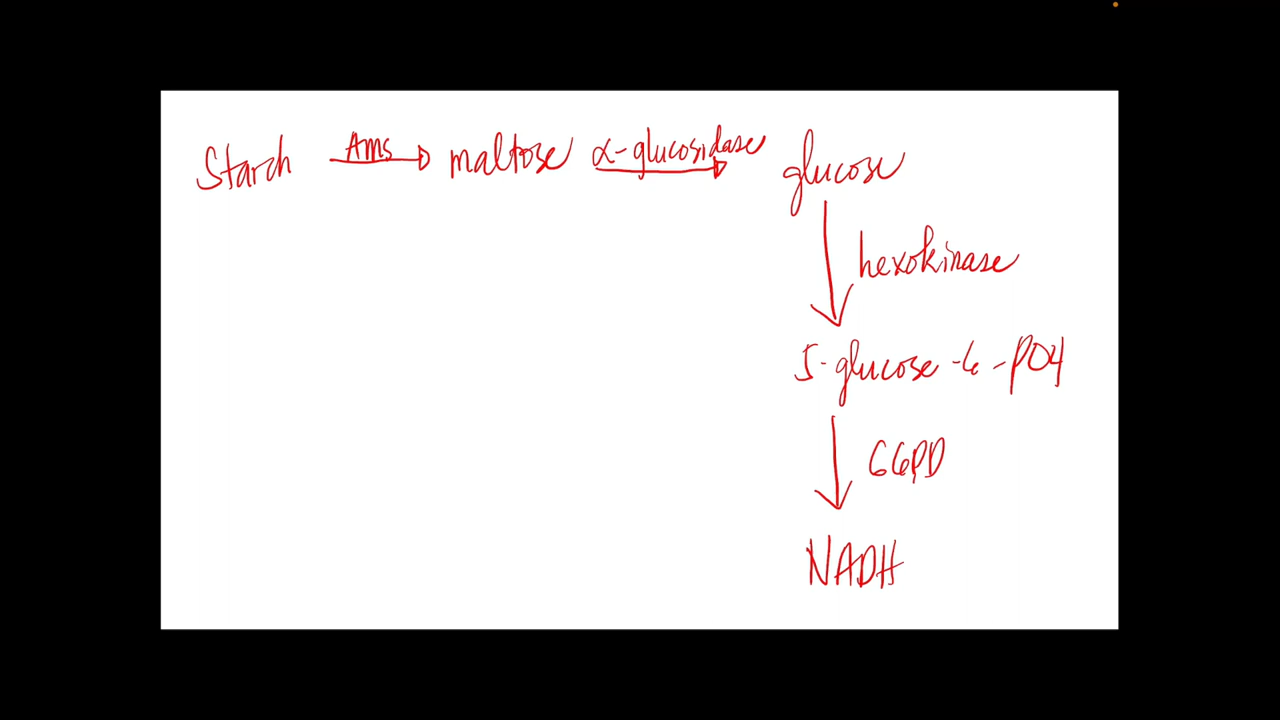 Starch AMS maltose α-glucosidase glucose
hexokinase
5-glucose-6-PO4
G6PD
NADH